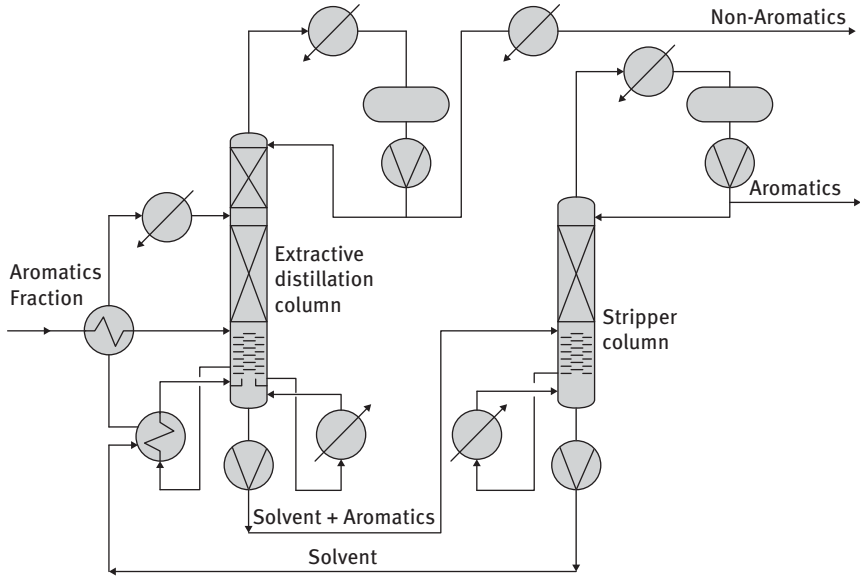 Non-Aromatics
Aromatics
Aromatics
Fraction
Extractive
distillation
column
Stripper
column
Solvent + Aromatics
Solvent